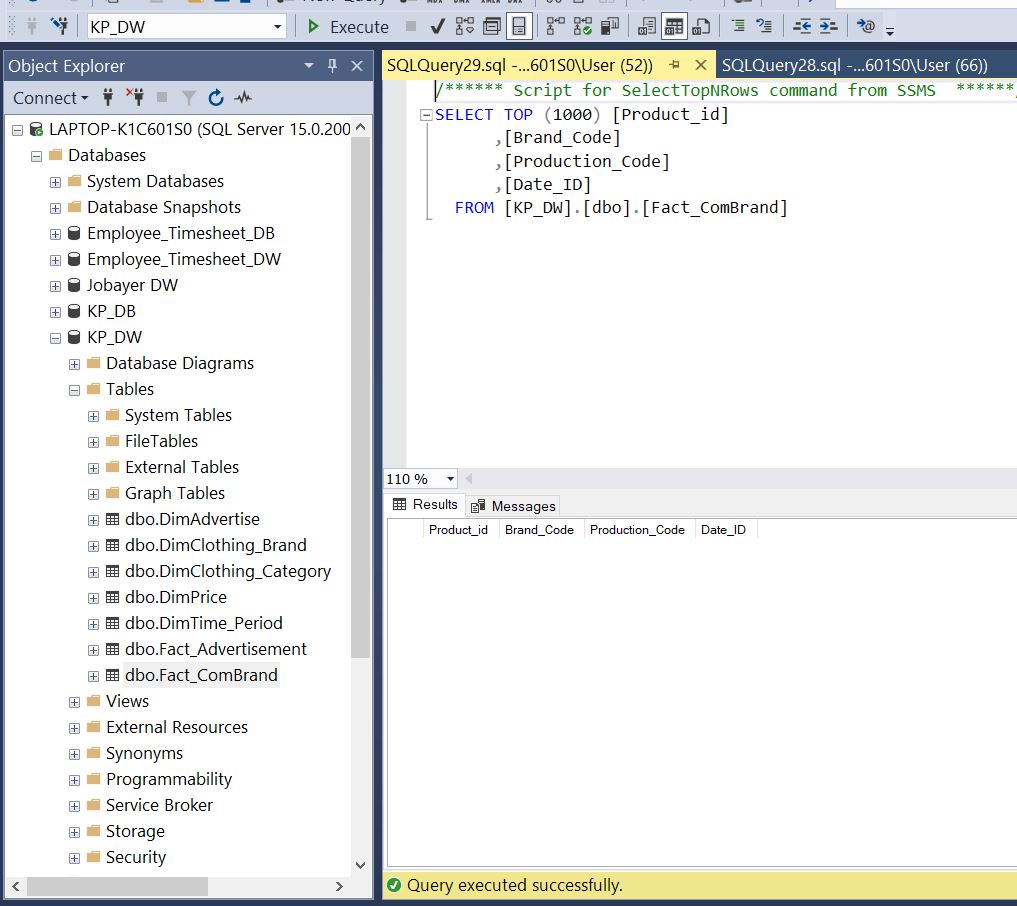 KP_DW
Execute
Object Explorer
Connect
LAPTOP-K1C601S0 (SQL Server 15.0.200
Databases
System Databases
Database Snapshots
Employee_Timesheet_DB
Employee_Timesheet_DW
Jobayer DW
KP_DB
KP_DW
Database Diagrams
Tables
System Tables
FileTables
External Tables
Graph Tables
dbo.DimAdvertise
dbo.DimClothing_Brand
dbo.DimClothing_Category
dbo.DimPrice
dbo.DimTime_Period
dbo.Fact_Advertisement
dbo.Fact_ComBrand
Views
External Resources
Synonyms
Programmability
Service Broker
Storage
Security
SQLQuery29.sql -...601S0\User (52))
SQLQuery28.sql -...601S0\User (66))
/****** Script for SelectTopNRows command from SSMS  ******/
SELECT TOP (1000) [Product_id]
,[Brand_Code]
,[Production_Code]
,[Date_ID]
FROM [KP_DW].[dbo].[Fact_ComBrand]
110 %
Results
Messages
Product_id Brand_Code Production_Code Date_ID
Query executed successfully.